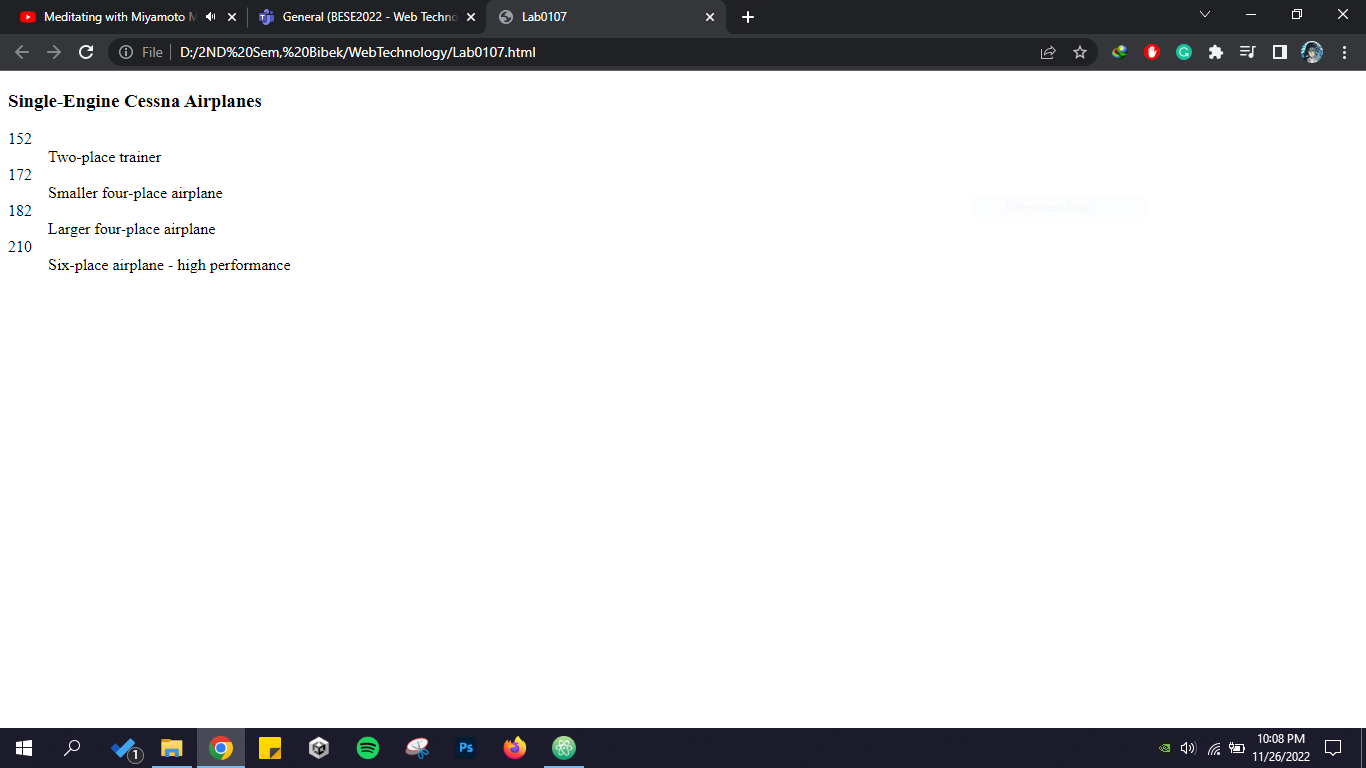 Meditating with Miyamoto M
General (BESE2022 - Web Techno
Lab0107
File
D:/2ND%20Sem,%20Bibek/WebTechnology/Lab0107.html
Single-Engine Cessna Airplanes
152
Two-place trainer
172
Smaller four-place airplane
182
Larger four-place airplane
210
Six-place airplane - high performance
Full-screen Snip
1
Ps
10:08 PM
11/26/2022